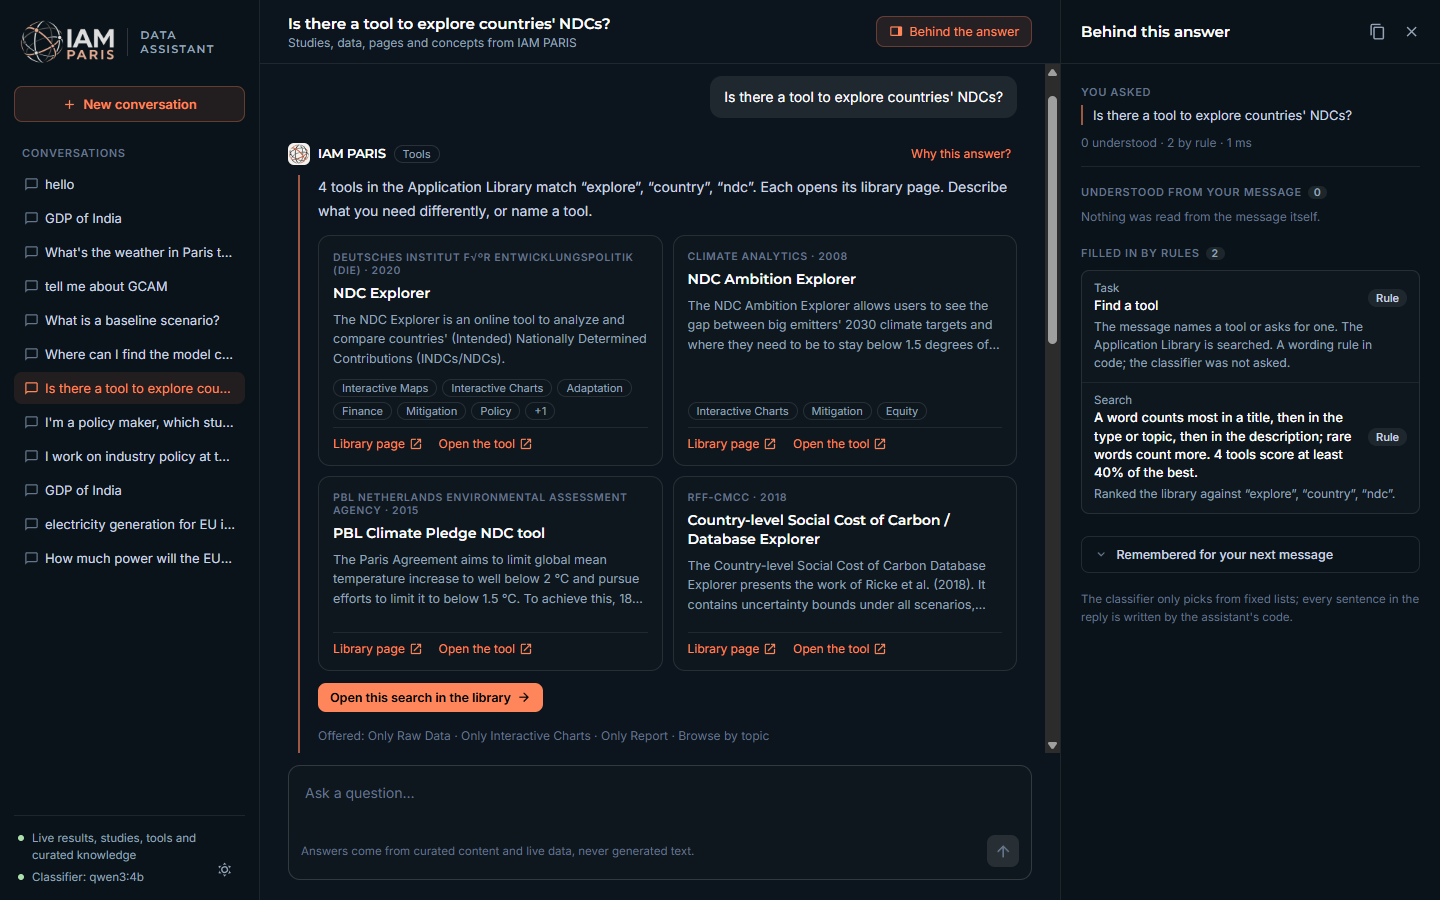 IAM
PARIS
DATA
ASSISTANT
+ New conversation
CONVERSATIONS
hello
GDP of India
What's the weather in Paris t...
tell me about GCAM
What is a baseline scenario?
Where can I find the model c...
Is there a tool to explore cou...
I'm a policy maker, which stu...
I work on industry policy at t...
GDP of India
electricity generation for EU i...
How much power will the EU...
Live results, studies, tools and
curated knowledge
Classifier: qwen3:4b
Is there a tool to explore countries' NDCs?
Studies, data, pages and concepts from IAM PARIS
Behind the answer
Is there a tool to explore countries' NDCs?
IAM PARIS
Tools
Why this answer?
4 tools in the Application Library match “explore”, “country”, “ndc”. Each opens its library page. Describe
what you need differently, or name a tool.
DEUTSCHES INSTITUT F√ºR ENTWICKLUNGSPOLITIK
(DIE) · 2020
NDC Explorer
The NDC Explorer is an online tool to analyze and
compare countries' (Intended) Nationally Determined
Contributions (INDCs/NDCs).
Interactive Maps
Interactive Charts
Adaptation
Finance
Mitigation
Policy
+1
Library page
Open the tool
CLIMATE ANALYTICS · 2008
NDC Ambition Explorer
The NDC Ambition Explorer allows users to see the
gap between big emitters' 2030 climate targets and
where they need to be to stay below 1.5 degrees of...
Interactive Charts
Mitigation
Equity
Library page
Open the tool
PBL NETHERLANDS ENVIRONMENTAL ASSESSMENT
AGENCY · 2015
PBL Climate Pledge NDC tool
The Paris Agreement aims to limit global mean
temperature increase to well below 2 °C and pursue
efforts to limit it to below 1.5 °C. To achieve this, 18...
Library page
Open the tool
RFF-CMCC · 2018
Country-level Social Cost of Carbon /
Database Explorer
The Country-level Social Cost of Carbon Database
Explorer presents the work of Ricke et al. (2018). It
contains uncertainty bounds under all scenarios,...
Library page
Open the tool
Open this search in the library →
Offered: Only Raw Data · Only Interactive Charts · Only Report · Browse by topic
Ask a question...
Answers come from curated content and live data, never generated text.
Behind this answer
YOU ASKED
Is there a tool to explore countries' NDCs?
0 understood · 2 by rule · 1 ms
UNDERSTOOD FROM YOUR MESSAGE 0
Nothing was read from the message itself.
FILLED IN BY RULES 2
Task
Find a tool
Rule
The message names a tool or asks for one. The
Application Library is searched. A wording rule in
code; the classifier was not asked.
Search
A word counts most in a title, then in the
type or topic, then in the description; rare
words count more. 4 tools score at least
40% of the best.
Rule
Ranked the library against “explore”, “country”, “ndc”.
Remembered for your next message
The classifier only picks from fixed lists; every sentence in the
reply is written by the assistant's code.